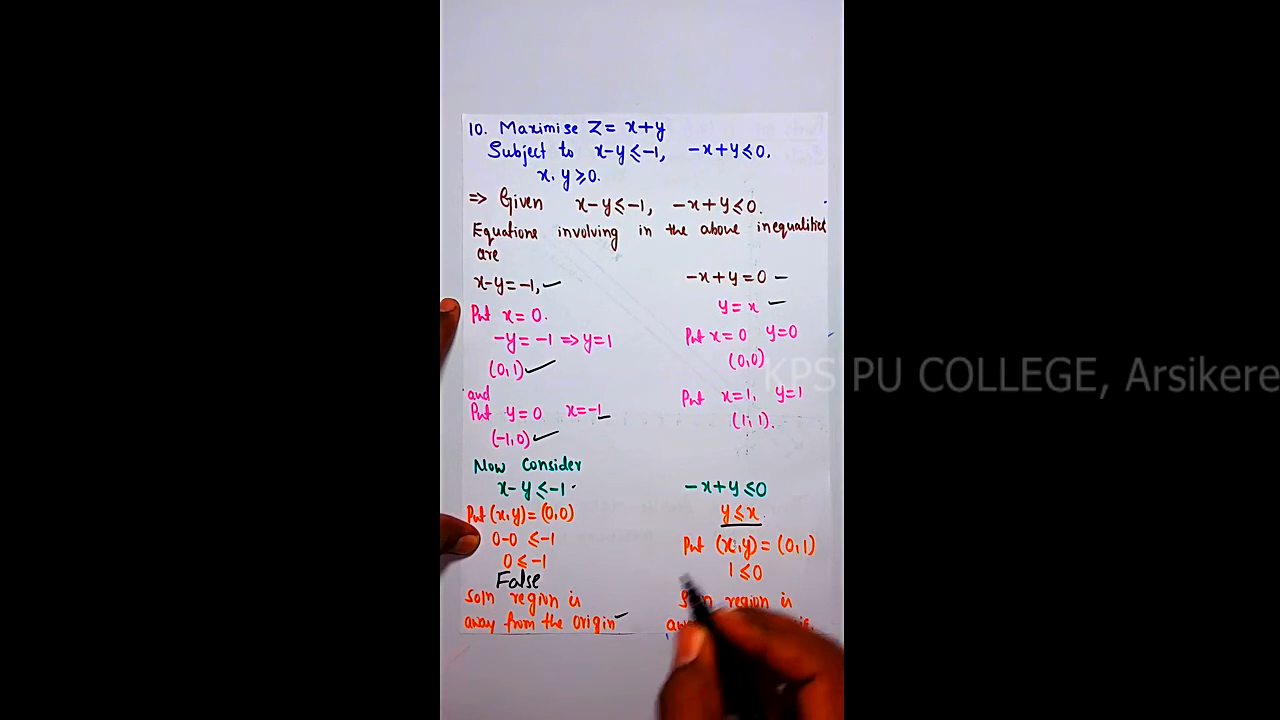 10. Maximise Z = x+y
Subject to x-y ≤ -1, -x+y ≤ 0,
x, y ≥ 0.
⇒ Given x-y ≤ -1, -x+y ≤ 0.
Equations involving in the above inequalities
are
x-y = -1, -x+y = 0
y = x
Put x = 0.
-y = -1 ⇒ y = 1
(0,1)
Put x = 0 y = 0
(0,0)
and
Put y = 0 x = -1
(-1,0)
Put x = 1, y = 1
(1,1).
Now consider
x-y ≤ -1
-x+y ≤ 0
Put (x,y) = (0,0)
0-0 ≤ -1
0 ≤ -1
False
Soln region is
away from the origin
y ≤ x
Put (x,y) = (0,1)
1 ≤ 0
region is
KPS PU COLLEGE, Arsikere